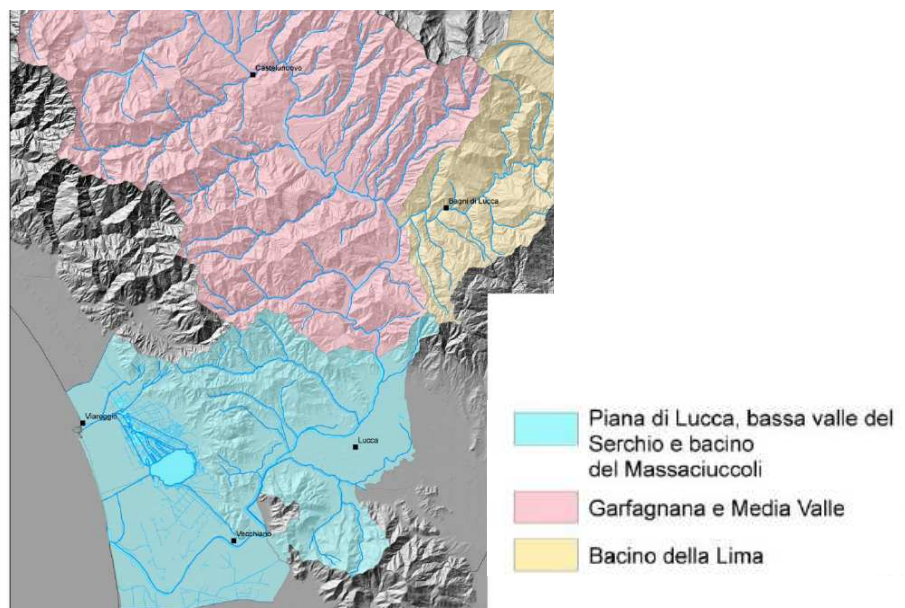 Castelnuovo
Bagni di Lucca
Viareggio
Lucca
Vecchiano
Piana di Lucca, bassa valle del
Serchio e bacino
del Massaciuccoli
Garfagnana e Media Valle
Bacino della Lima